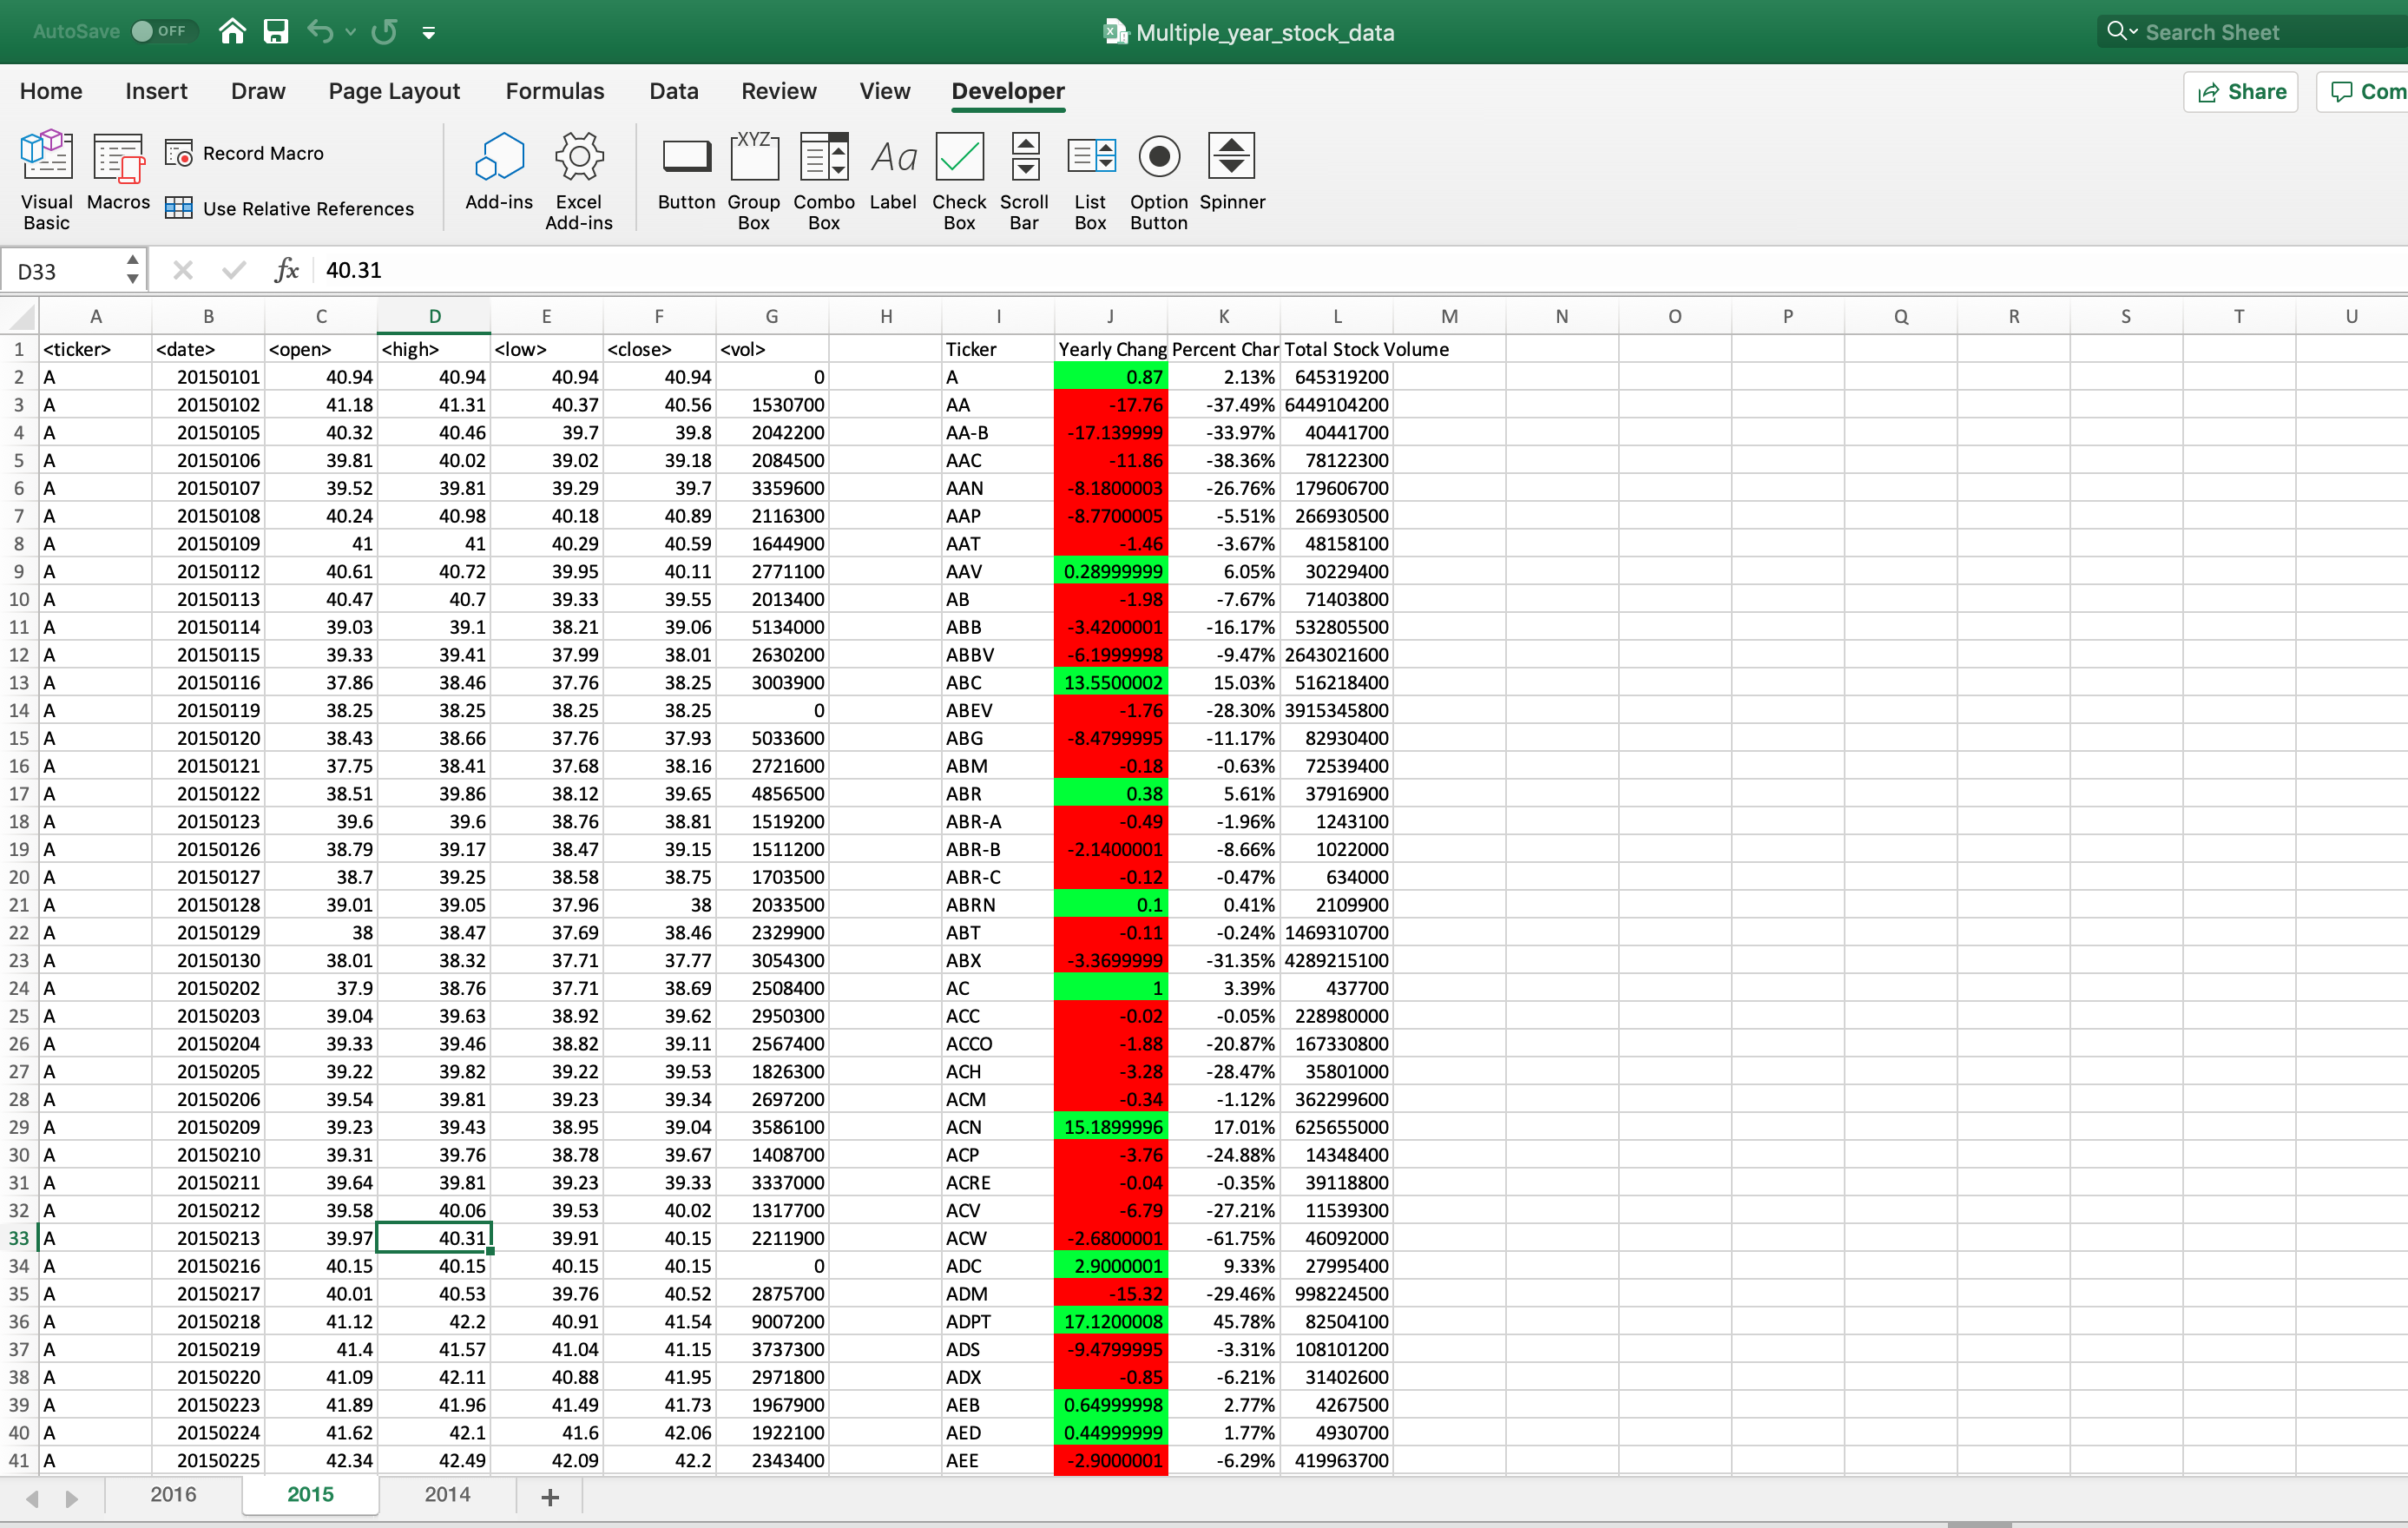 AutoSave OFF Multiple_year_stock_data Search Sheet
Home Insert Draw Page Layout Formulas Data Review View Developer Share Com
Visual Basic Macros Record Macro Use Relative References Add-ins Excel Add-ins XYZ Button Group Box Combo Box Aa Label Check Box Scroll Bar List Box Option Button Spinner
D33 fx 40.31
A B C D E F G H I J K L M N O P Q R S T U
1 <ticker> <date> <open> <high> <low> <close> <vol> Ticker Yearly Chang Percent Char Total Stock Volume
2 A 20150101 40.94 40.94 40.94 40.94 0 A 0.87 2.13% 645319200
3 A 20150102 41.18 41.31 40.37 40.56 1530700 AA -17.76 -37.49% 6449104200
4 A 20150105 40.32 40.46 39.7 39.8 2042200 AA-B -17.139999 -33.97% 40441700
5 A 20150106 39.81 40.02 39.02 39.18 2084500 AAC -11.86 -38.36% 78122300
6 A 20150107 39.52 39.81 39.29 39.7 3359600 AAN -8.1800003 -26.76% 179606700
7 A 20150108 40.24 40.98 40.18 40.89 2116300 AAP -8.7700005 -5.51% 266930500
8 A 20150109 41 41 40.29 40.59 1644900 AAT -1.46 -3.67% 48158100
9 A 20150112 40.61 40.72 39.95 40.11 2771100 AAV 0.28999999 6.05% 30229400
10 A 20150113 40.47 40.7 39.33 39.55 2013400 AB -1.98 -7.67% 71403800
11 A 20150114 39.03 39.1 38.21 39.06 5134000 ABB -3.4200001 -16.17% 532805500
12 A 20150115 39.33 39.41 37.99 38.01 2630200 ABBV -6.1999998 -9.47% 2643021600
13 A 20150116 37.86 38.46 37.76 38.25 3003900 ABC 13.5500002 15.03% 516218400
14 A 20150119 38.25 38.25 38.25 38.25 0 ABEV -1.76 -28.30% 3915345800
15 A 20150120 38.43 38.66 37.76 37.93 5033600 ABG -8.4799995 -11.17% 82930400
16 A 20150121 37.75 38.41 37.68 38.16 2721600 ABM -0.18 -0.63% 72539400
17 A 20150122 38.51 39.86 38.12 39.65 4856500 ABR 0.38 5.61% 37916900
18 A 20150123 39.6 39.6 38.76 38.81 1519200 ABR-A -0.49 -1.96% 1243100
19 A 20150126 38.79 39.17 38.47 39.15 1511200 ABR-B -2.1400001 -8.66% 1022000
20 A 20150127 38.7 39.25 38.58 38.75 1703500 ABR-C -0.12 -0.47% 634000
21 A 20150128 39.01 39.05 37.96 38 2033500 ABRN 0.1 0.41% 2109900
22 A 20150129 38 38.47 37.69 38.46 2329900 ABT -0.11 -0.24% 1469310700
23 A 20150130 38.01 38.32 37.71 37.77 3054300 ABX -3.3699999 -31.35% 4289215100
24 A 20150202 37.9 38.76 37.71 38.69 2508400 AC 1 3.39% 437700
25 A 20150203 39.04 39.63 38.92 39.62 2950300 ACC -0.02 -0.05% 228980000
26 A 20150204 39.33 39.46 38.82 39.11 2567400 ACCO -1.88 -20.87% 167330800
27 A 20150205 39.22 39.82 39.22 39.53 1826300 ACH -3.28 -28.47% 35801000
28 A 20150206 39.54 39.81 39.23 39.34 2697200 ACM -0.34 -1.12% 362299600
29 A 20150209 39.23 39.43 38.95 39.04 3586100 ACN 15.1899996 17.01% 625655000
30 A 20150210 39.31 39.76 38.78 39.67 1408700 ACP -3.76 -24.88% 14348400
31 A 20150211 39.64 39.81 39.23 39.33 3337000 ACRE -0.04 -0.35% 39118800
32 A 20150212 39.58 40.06 39.53 40.02 1317700 ACV -6.79 -27.21% 11539300
33 A 20150213 39.97 40.31 39.91 40.15 2211900 ACW -2.6800001 -61.75% 46092000
34 A 20150216 40.15 40.15 40.15 40.15 0 ADC 2.9000001 9.33% 27995400
35 A 20150217 40.01 40.53 39.76 40.52 2875700 ADM -15.32 -29.46% 998224500
36 A 20150218 41.12 42.2 40.91 41.54 9007200 ADPT 17.1200008 45.78% 82504100
37 A 20150219 41.4 41.57 41.04 41.15 3737300 ADS -9.4799995 -3.31% 108101200
38 A 20150220 41.09 42.11 40.88 41.95 2971800 ADX -0.85 -6.21% 31402600
39 A 20150223 41.89 41.96 41.49 41.73 1967900 AEB 0.64999998 2.77% 4267500
40 A 20150224 41.62 42.1 41.6 42.06 1922100 AED 0.44999999 1.77% 4930700
41 A 20150225 42.34 42.49 42.09 42.2 2343400 AEE -2.9000001 -6.29% 419963700
2016 2015 2014 +